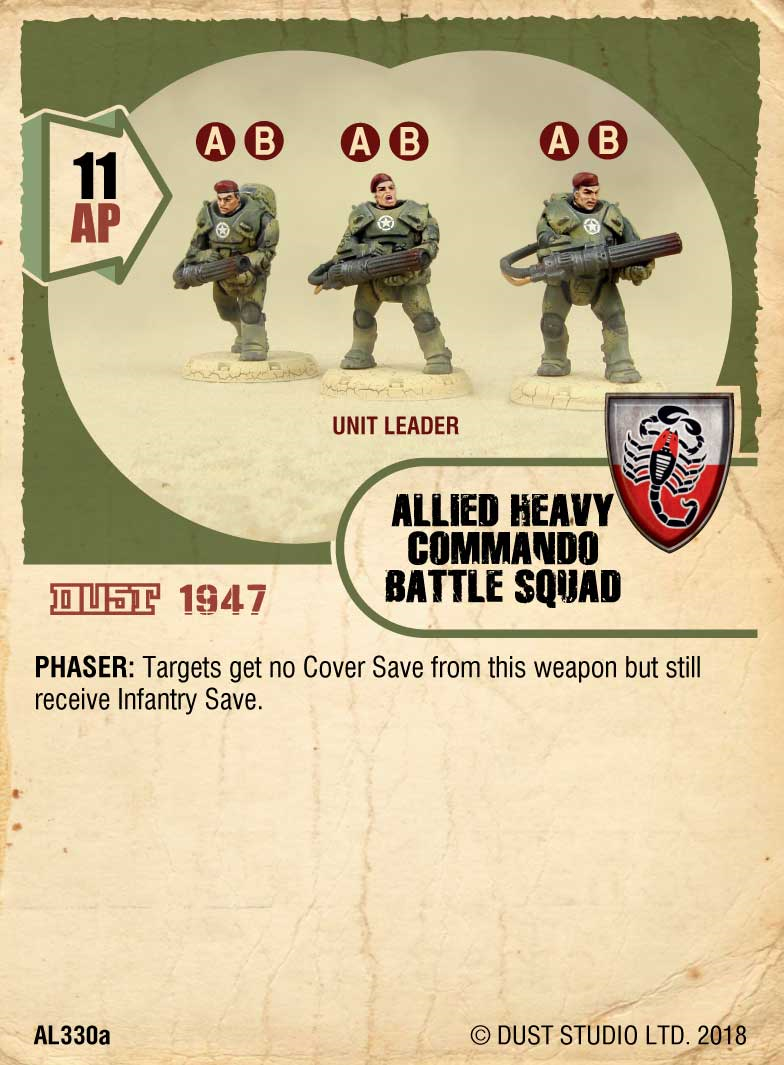 11
AP
A B
A B
A B
UNIT LEADER
ALLIED HEAVY
COMMANDO
BATTLE SQUAD
DUST 1947
PHASER: Targets get no Cover Save from this weapon but still
receive Infantry Save.
AL330a
© DUST STUDIO LTD. 2018